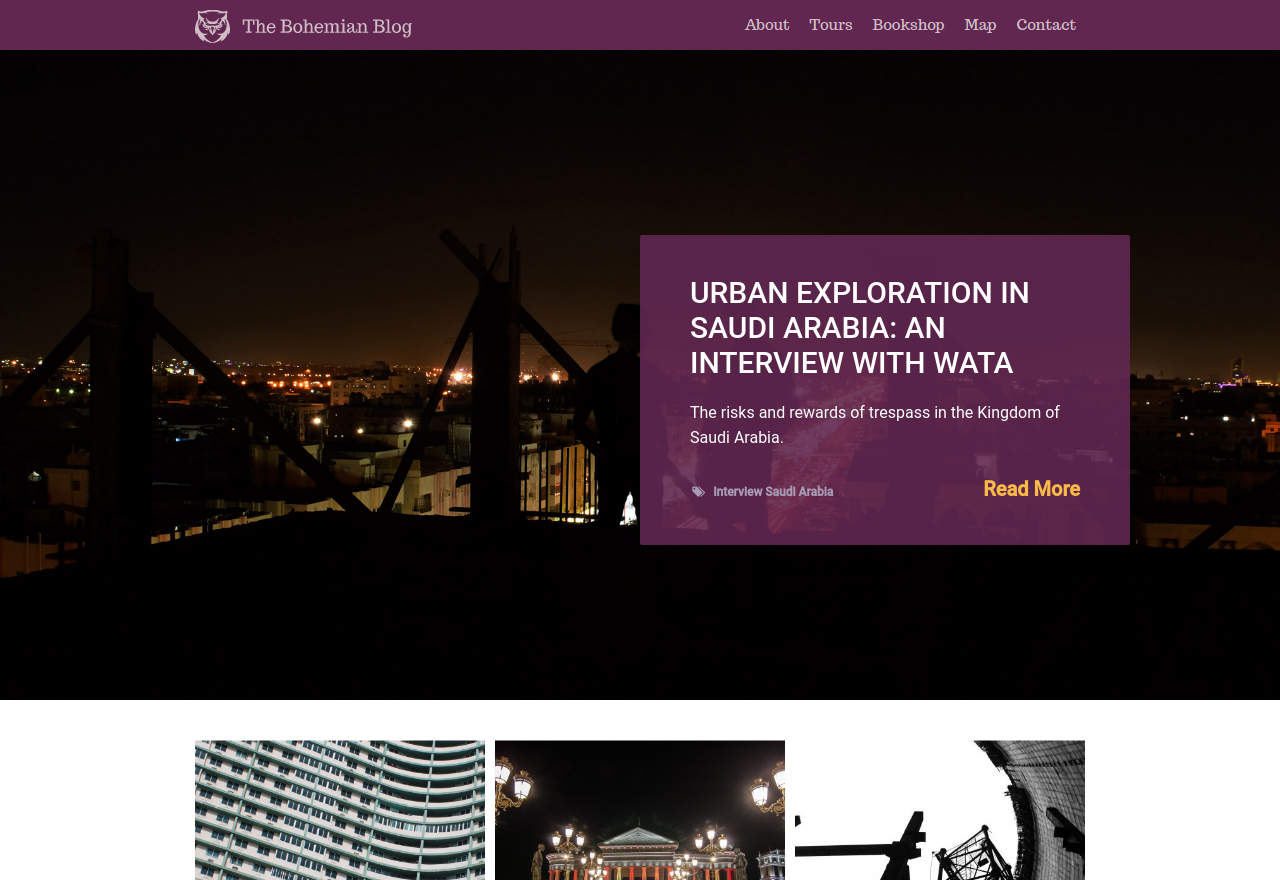 The Bohemian Blog
About Tours Bookshop Map Contact
URBAN EXPLORATION IN
SAUDI ARABIA: AN
INTERVIEW WITH WATA
The risks and rewards of trespass in the Kingdom of
Saudi Arabia.
Interview Saudi Arabia
Read More